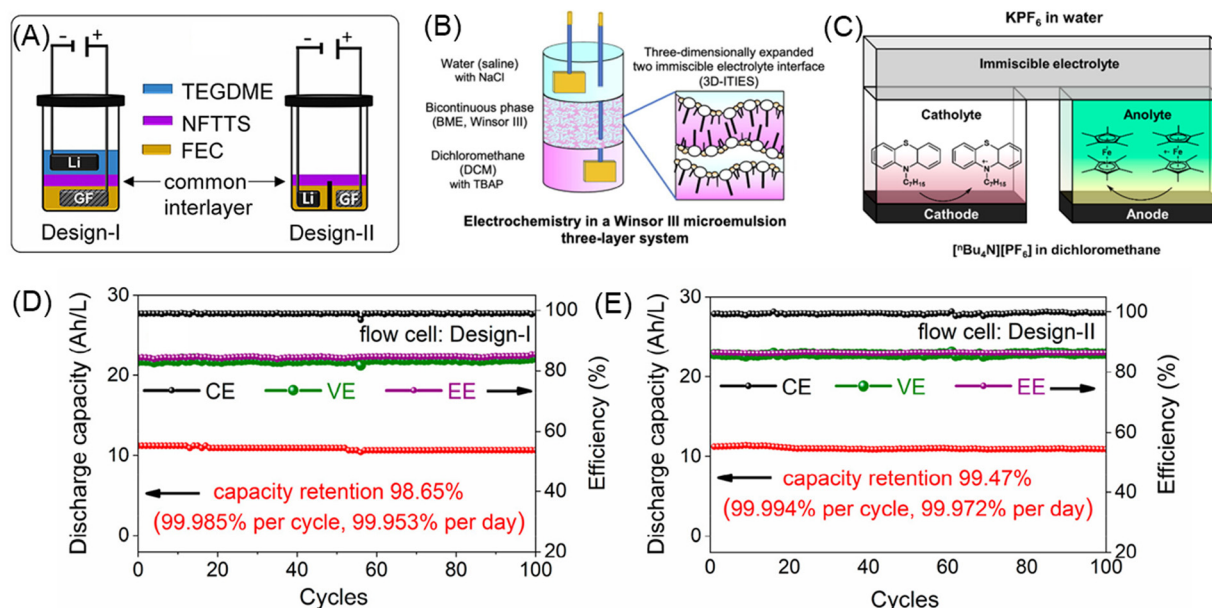 (A)
- +
- +
TEGDME
NFTTS
FEC
Li
GF
Li
GF
common
interlayer
Design-I
Design-II
(B)
Water (saline)
with NaCl
Bicontinuous phase
(BME, Winsor III)
Dichloromethane
(DCM)
with TBAP
Three-dimensionally expanded
two immiscible electrolyte interface
(3D-ITIES)
Electrochemistry in a Winsor III microemulsion
three-layer system
(C)
KPF₆ in water
Immiscible electrolyte
Catholyte
Anolyte
S
N
C₇H₁₅
S
N
C₇H₁₅
Fe
Fe
Cathode
Anode
[ⁿBu₄N][PF₆] in dichloromethane
(D)
Discharge capacity (Ah/L)
30
20
10
0
flow cell: Design-I
CE VE EE
capacity retention 98.65%
(99.985% per cycle, 99.953% per day)
100
80
60
40
20
Efficiency (%)
0 20 40 60 80 100
Cycles
(E)
Discharge capacity (Ah/L)
30
20
10
0
flow cell: Design-II
CE VE EE
capacity retention 99.47%
(99.994% per cycle, 99.972% per day)
100
80
60
40
20
Efficiency (%)
0 20 40 60 80 100
Cycles